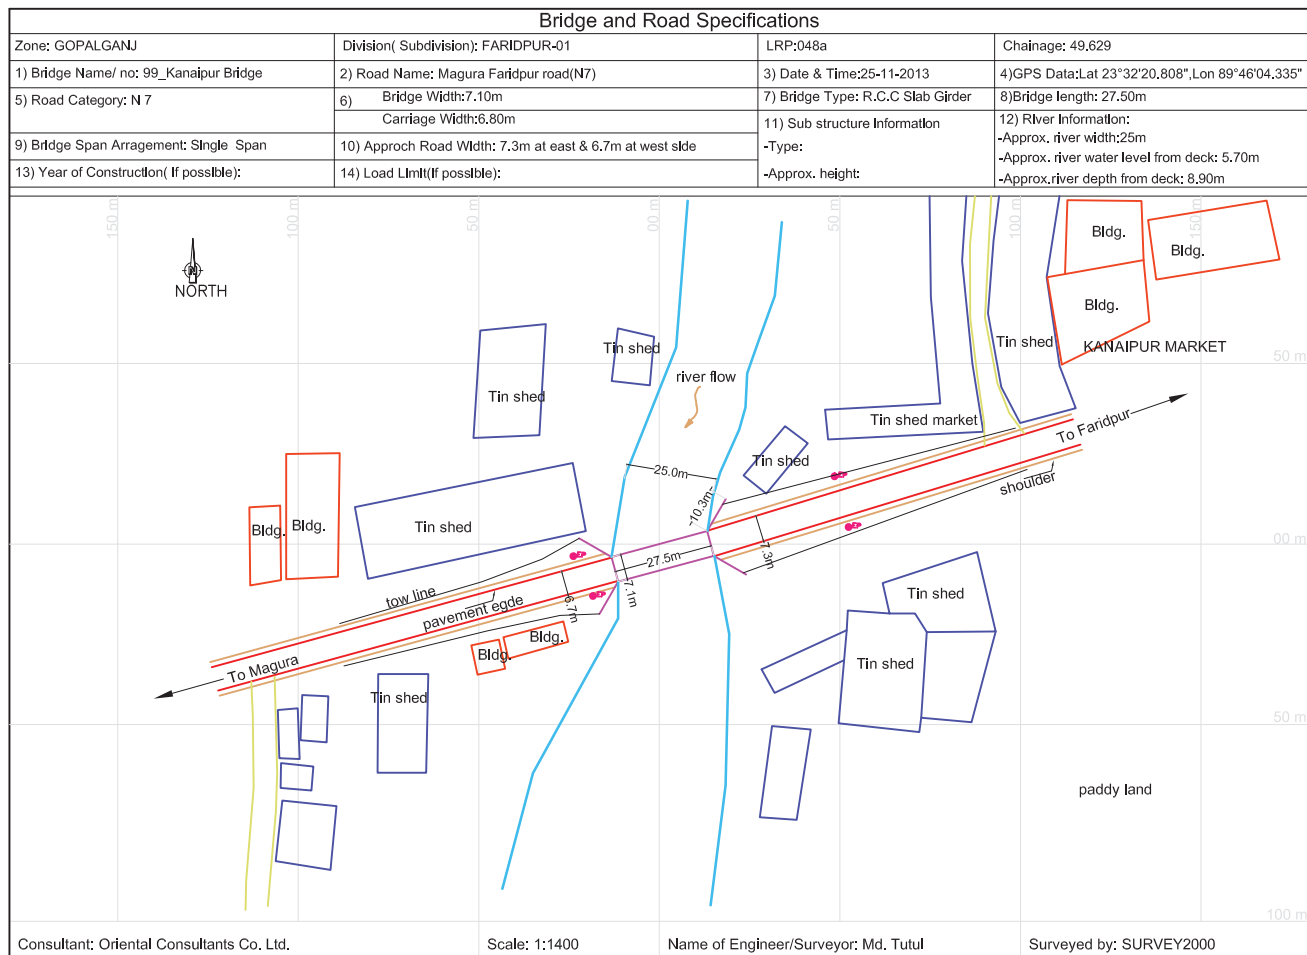 Bridge and Road Specifications
Zone: GOPALGANJ
Division( Subdivision): FARIDPUR-01
LRP:048a
Chainage: 49.629
1) Bridge Name/ no: 99_Kanaipur Bridge
2) Road Name: Magura Faridpur road(N7)
3) Date & Time:25-11-2013
4)GPS Data:Lat 23°32'20.808",Lon 89°46'04.335"
5) Road Category: N 7
6) Bridge Width:7.10m
Carriage Width:6.80m
7) Bridge Type: R.C.C Slab Girder
8)Bridge length: 27.50m
9) Bridge Span Arragement: Single Span
10) Approch Road Width: 7.3m at east & 6.7m at west side
11) Sub structure Information
-Type:
-Approx. height:
12) River Information:
-Approx. river width:25m
-Approx. river water level from deck: 5.70m
-Approx.river depth from deck: 8.90m
13) Year of Construction( If possible):
14) Load Limit(If possible):
150 m
100 m
00 m
50 m
100 m
150 m
NORTH
Bldg.
Bldg.
Bldg.
Tin shed
KANAIPUR MARKET
50 m
Tin shed
river flow
Tin shed
Tin shed market
To Faridpur
Tin shed
25.0m
shoulder
10.3m
Bldg.
Bldg.
Tin shed
00 m
27.5m
7.3m
7.1m
6.7m
tow line
pavement egde
Tin shed
Bldg.
Bldg.
To Magura
Tin shed
Tin shed
50 m
paddy land
100 m
Consultant: Oriental Consultants Co. Ltd.
Scale: 1:1400
Name of Engineer/Surveyor: Md. Tutul
Surveyed by: SURVEY2000